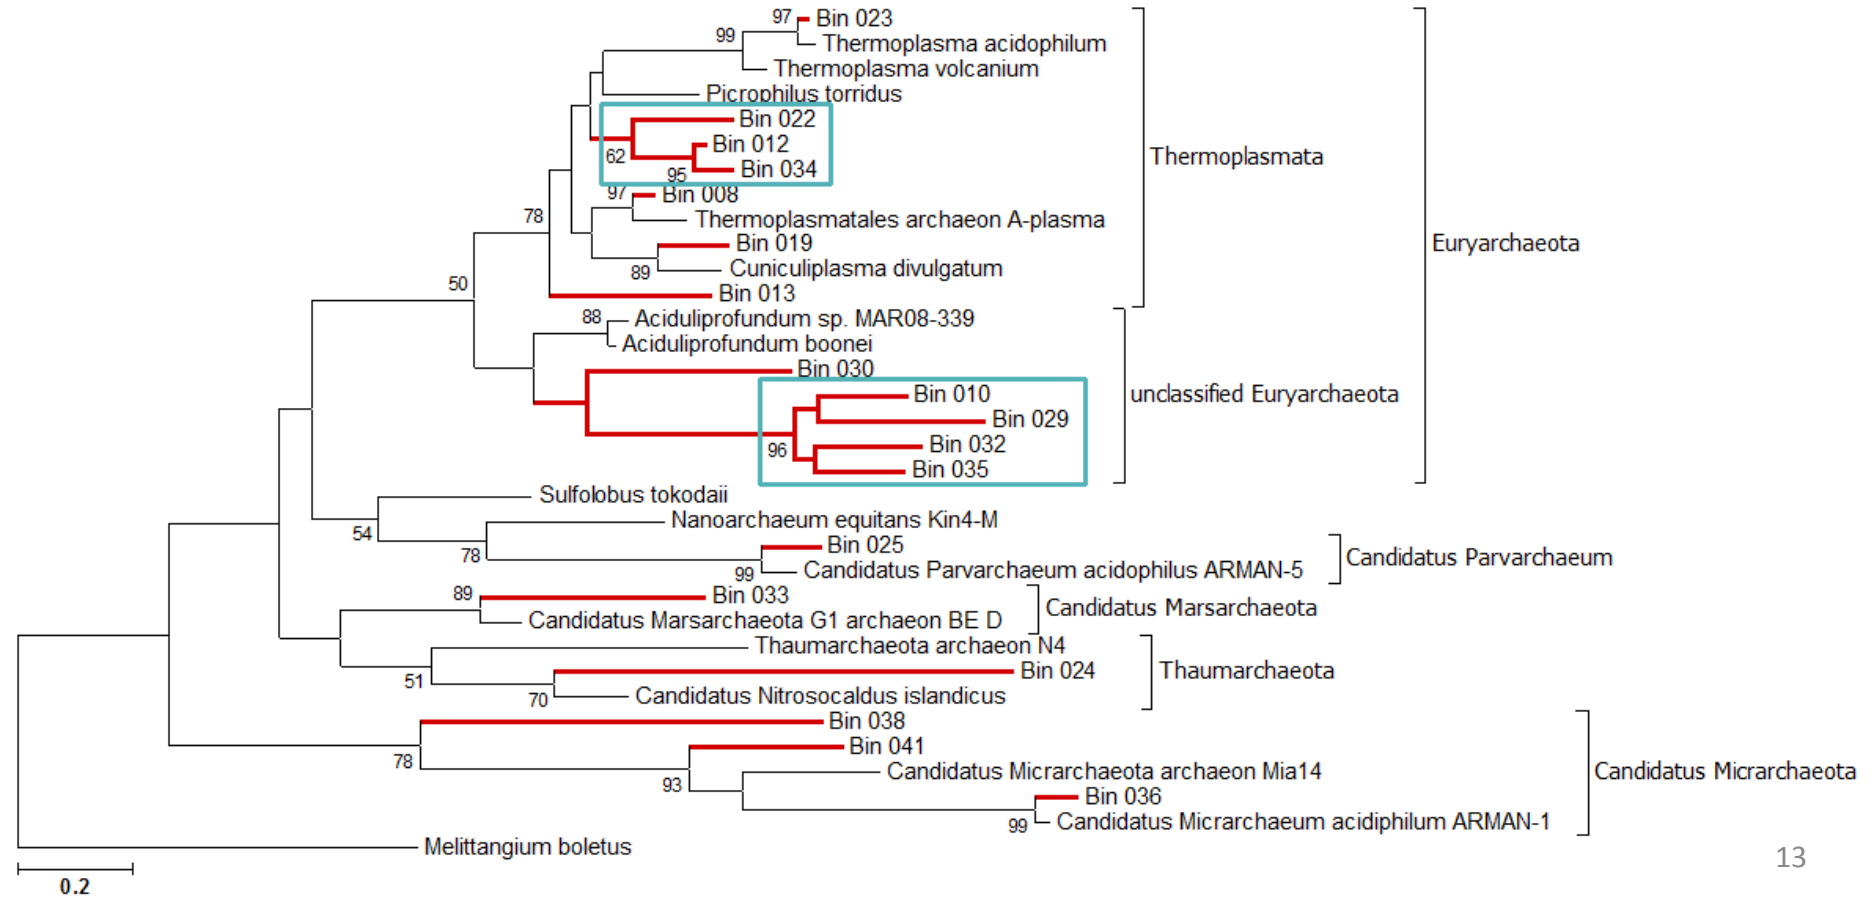 97 Bin 023
99
Thermoplasma acidophilum
Thermoplasma volcanium
Picrophilus torridus
Bin 022
Bin 012
62
Thermoplasmata
Bin 034
95
97 Bin 008
78
Thermoplasmatales archaeon A-plasma
Bin 019
Euryarchaeota
89
Cuniculiplasma divulgatum
50
Bin 013
88
Aciduliprofundum sp. MAR08-339
Aciduliprofundum boonei
Bin 030
Bin 010
unclassified Euryarchaeota
Bin 029
Bin 032
96
Bin 035
Sulfolobus tokodaii
Nanoarchaeum equitans Kin4-M
54
Bin 025
78
Candidatus Parvarchaeum
99
Candidatus Parvarchaeum acidophilus ARMAN-5
89
Bin 033
Candidatus Marsarchaeota
Candidatus Marsarchaeota G1 archaeon BE D
Thaumarchaeota archaeon N4
Bin 024
Thaumarchaeota
51
70
Candidatus Nitrosocaldus islandicus
Bin 038
Bin 041
78
Candidatus Micrarchaeota archaeon Mia14
Candidatus Micrarchaeota
93
Bin 036
99
Candidatus Micrarchaeum acidiphilum ARMAN-1
Melittangium boletus
0.2
13